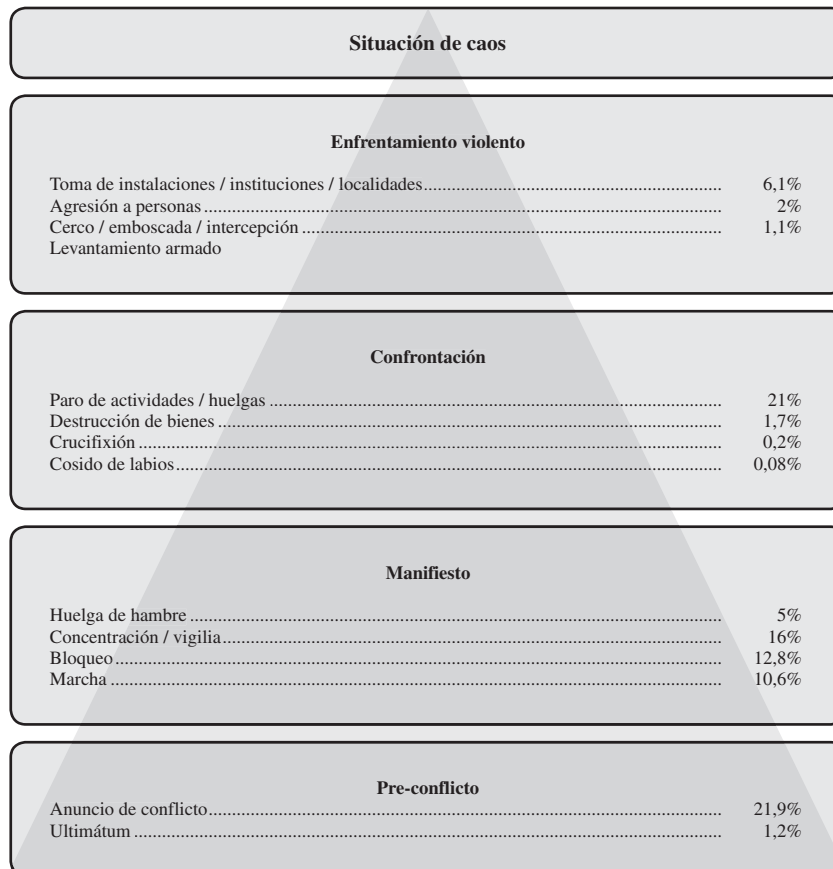 Situación de caos
Enfrentamiento violento
Toma de instalaciones / instituciones / localidades 6,1%
Agresión a personas 2%
Cerco / emboscada / intercepción 1,1%
Levantamiento armado
Confrontación
Paro de actividades / huelgas 21%
Destrucción de bienes 1,7%
Crucifixión 0,2%
Cosido de labios 0,08%
Manifiesto
Huelga de hambre 5%
Concentración / vigilia 16%
Bloqueo 12,8%
Marcha 10,6%
Pre-conflicto
Anuncio de conflicto 21,9%
Ultimátum 1,2%